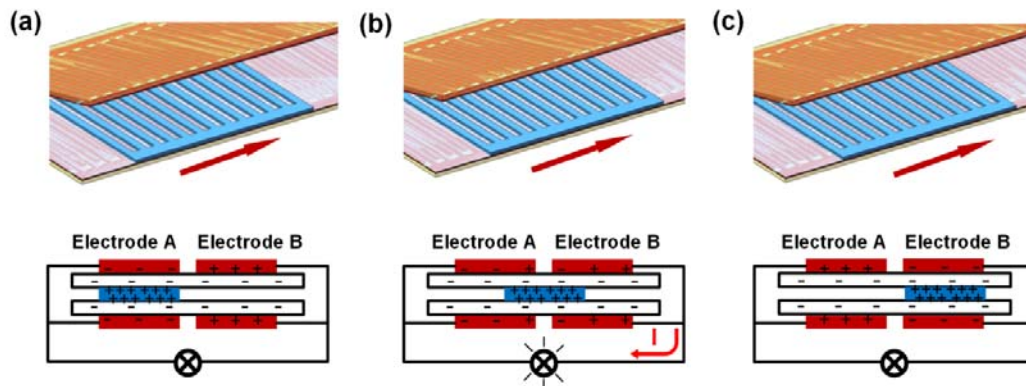 (a) (b) (c)
Electrode A Electrode B Electrode A Electrode B Electrode A Electrode B
- - - + + + - - - + + +
- - - - - - - -
- - - - - - - -
I